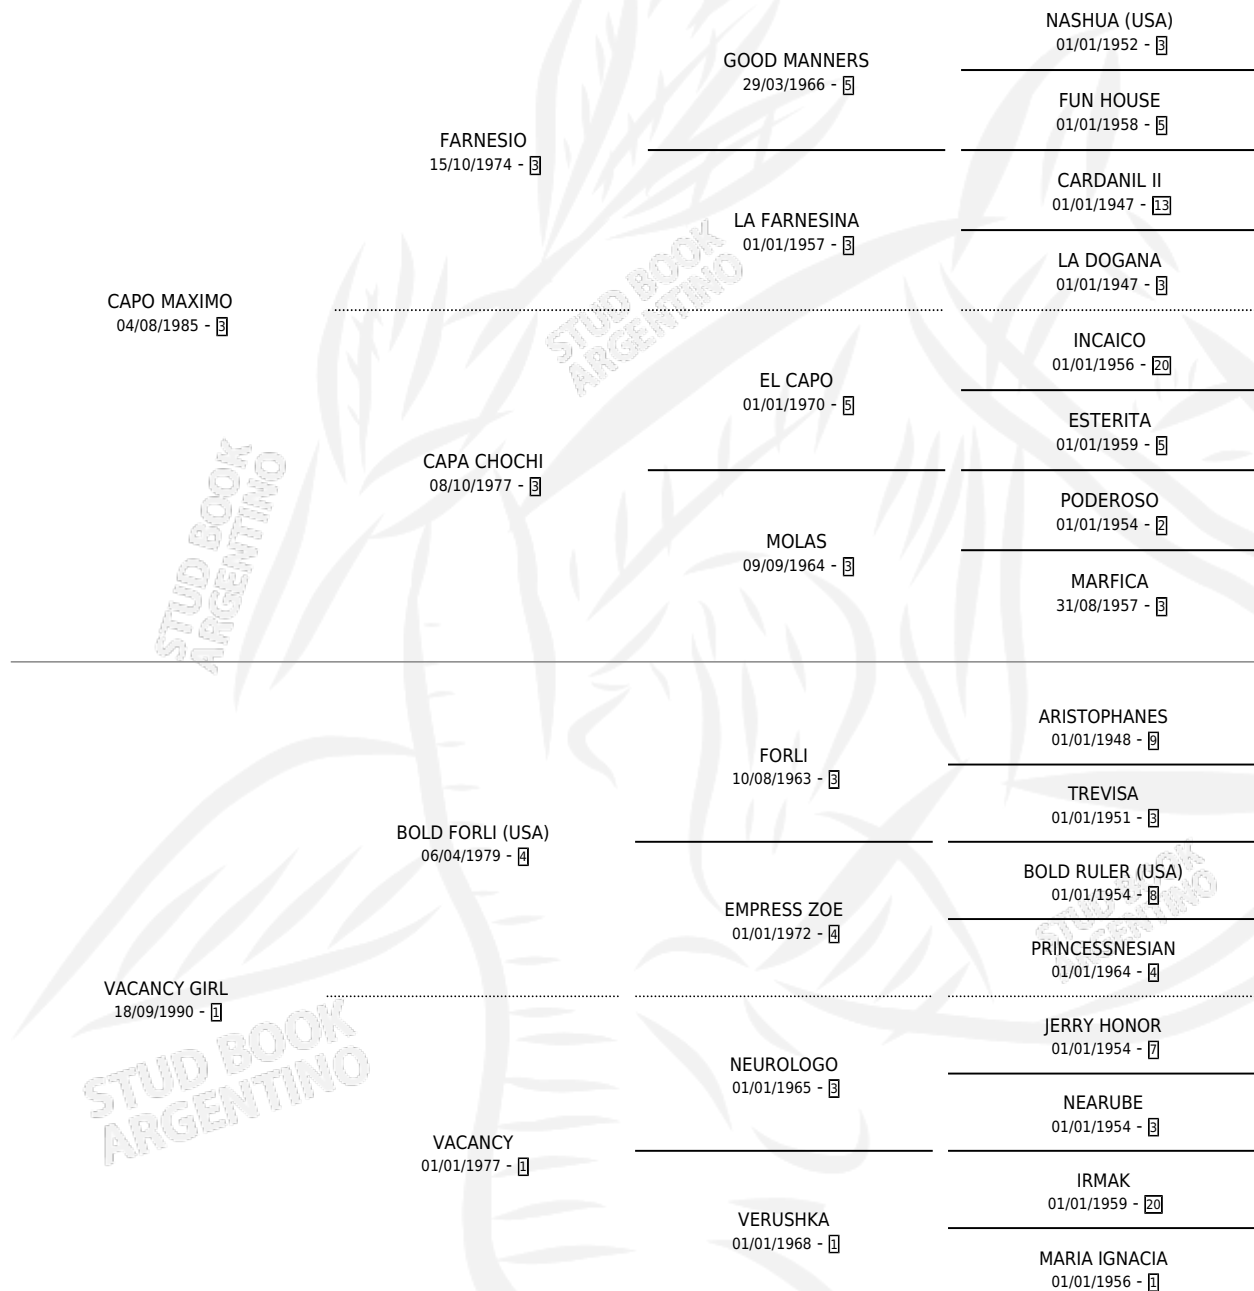 NASHUA (USA)
01/01/1952 - 3
GOOD MANNERS
29/03/1966 - 5
FUN HOUSE
01/01/1958 - 5
FARNESIO
15/10/1974 - 3
CARDANIL II
01/01/1947 - 13
LA FARNESINA
01/01/1957 - 3
LA DOGANA
01/01/1947 - 3
CAPO MAXIMO
04/08/1985 - 3
INCAICO
01/01/1956 - 20
EL CAPO
01/01/1970 - 5
ESTERITA
01/01/1959 - 5
CAPA CHOCHI
08/10/1977 - 3
PODEROSO
01/01/1954 - 2
MOLAS
09/09/1964 - 3
MARFICA
31/08/1957 - 3
ARISTOPHANES
01/01/1948 - 9
FORLI
10/08/1963 - 3
TREVISA
01/01/1951 - 3
BOLD FORLI (USA)
06/04/1979 - 4
BOLD RULER (USA)
01/01/1954 - 8
EMPRESS ZOE
01/01/1972 - 4
PRINCESSNESIAN
01/01/1964 - 4
VACANCY GIRL
18/09/1990 - 1
JERRY HONOR
01/01/1954 - 7
NEUROLOGO
01/01/1965 - 3
NEARUBE
01/01/1954 - 3
VACANCY
01/01/1977 - 1
IRMAK
01/01/1959 - 20
VERUSHKA
01/01/1968 - 1
MARIA IGNACIA
01/01/1956 - 1
STUD BOOK
ARGENTINO
STUD BOOK
ARGENTINO
STUD BOOK
ARGENTINO
STUD BOOK
ARGENTINO